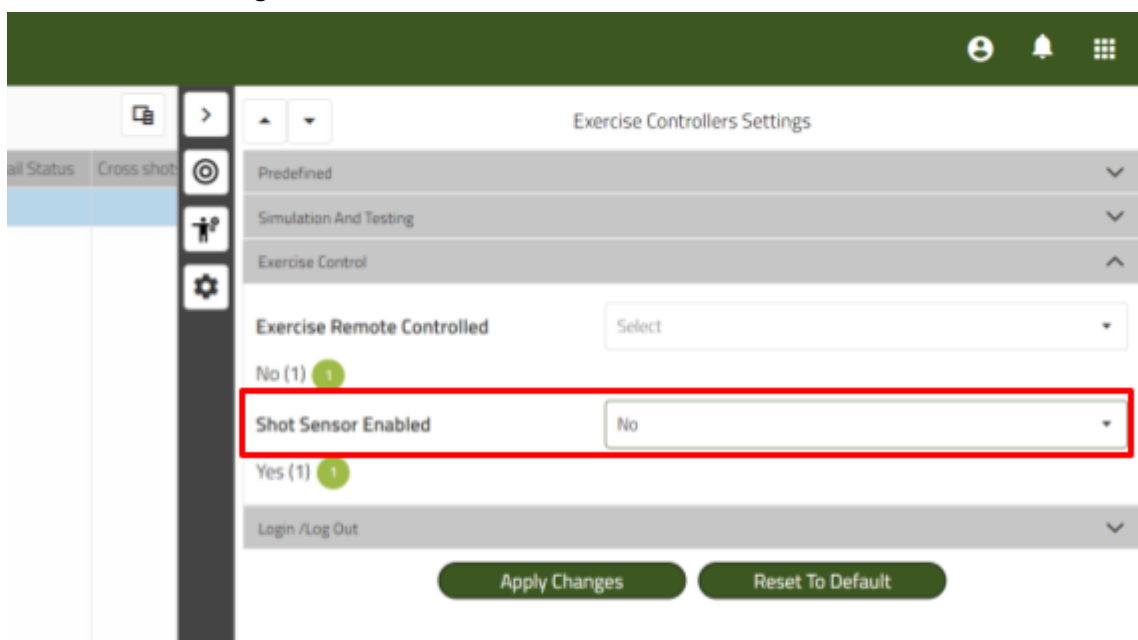 Exercise Controllers Settings
ail Status Cross shot
Predefined
Simulation And Testing
Exercise Control
Exercise Remote Controlled Select
No (1) 1
Shot Sensor Enabled No
Yes (1) 1
Login /Log Out
Apply Changes Reset To Default